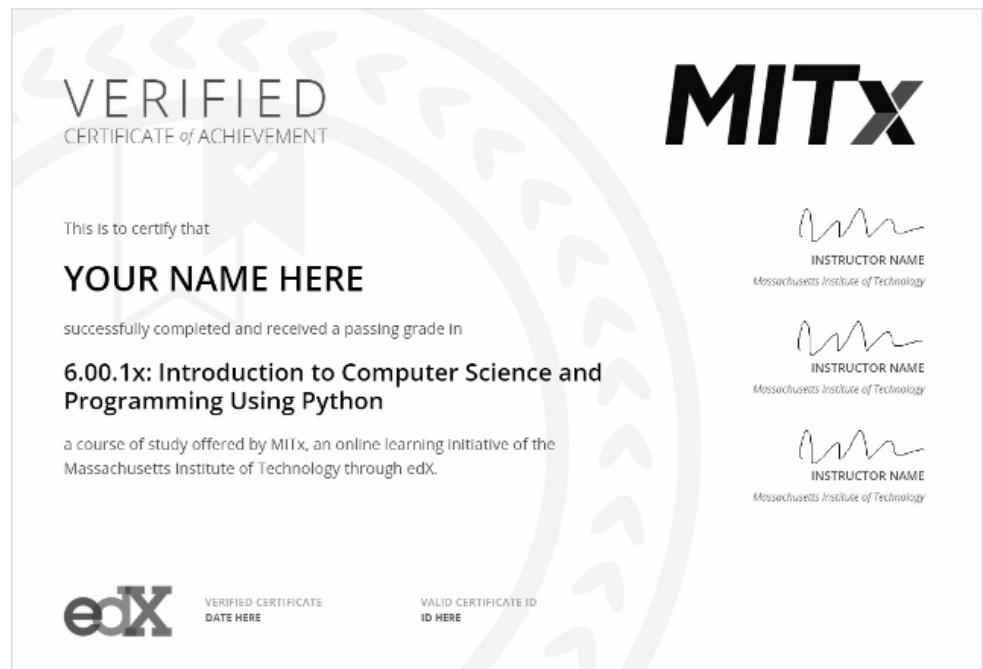 VERIFIED
CERTIFICATE of ACHIEVEMENT
MITx
This is to certify that
YOUR NAME HERE
successfully completed and received a passing grade in
6.00.1x: Introduction to Computer Science and
Programming Using Python
a course of study offered by MITx, an online learning initiative of the
Massachusetts Institute of Technology through edX.
INSTRUCTOR NAME
Massachusetts Institute of Technology
INSTRUCTOR NAME
Massachusetts Institute of Technology
INSTRUCTOR NAME
Massachusetts Institute of Technology
edX
VERIFIED CERTIFICATE
DATE HERE
VALID CERTIFICATE ID
ID HERE